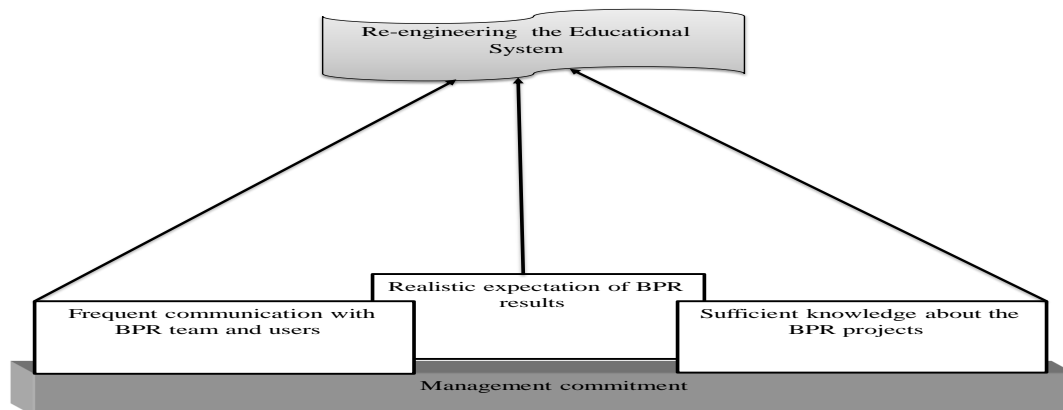 Re-engineering the Educational
System
Realistic expectation of BPR
results
Frequent communication with
BPR team and users
Sufficient knowledge about the
BPR projects
Management commitment